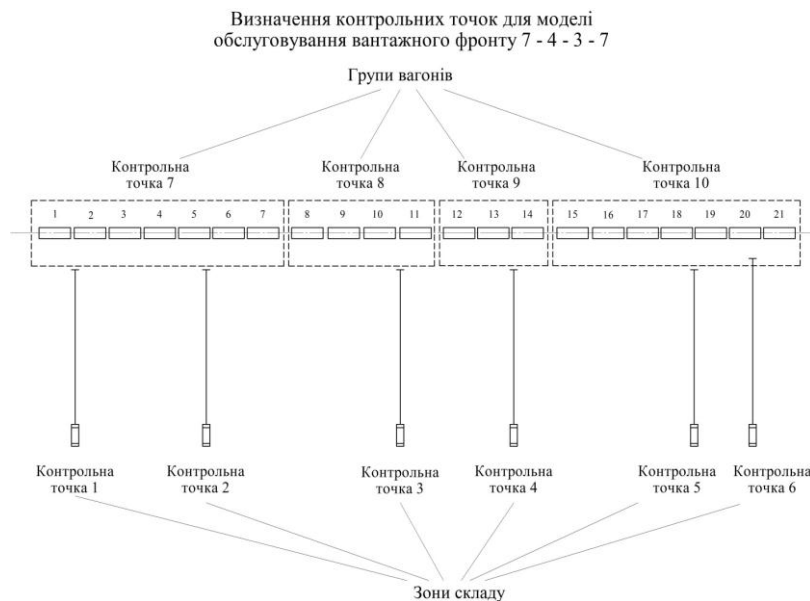 Визначення контрольних точок для моделі
обслуговування вантажного фронту 7 - 4 - 3 - 7
Групи вагонів
Контрольна
точка 7
Контрольна
точка 8
Контрольна
точка 9
Контрольна
точка 10
1 2 3 4 5 6 7 8 9 10 11 12 13 14 15 16 17 18 19 20 21
Контрольна
точка 1
Контрольна
точка 2
Контрольна
точка 3
Контрольна
точка 4
Контрольна
точка 5
Контрольна
точка 6
Зони складу